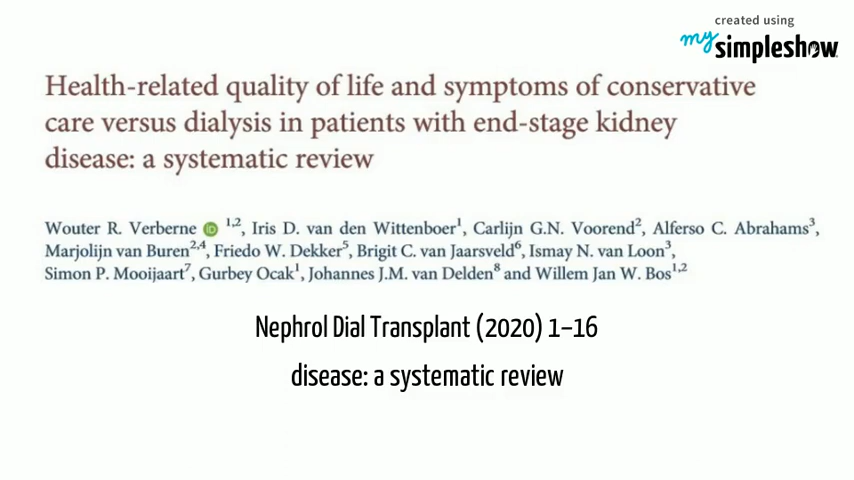 created using
my simpleshow
Health-related quality of life and symptoms of conservative
care versus dialysis in patients with end-stage kidney
disease: a systematic review
Wouter R. Verberne iD 1,2, Iris D. van den Wittenboer1, Carlijn G.N. Voorend2, Alferso C. Abrahams3,
Marjolijn van Buren2,4, Friedo W. Dekker5, Brigit C. van Jaarsveld6, Ismay N. van Loon3,
Simon P. Mooijaart7, Gurbey Ocak1, Johannes J.M. van Delden8 and Willem Jan W. Bos1,2
Nephrol Dial Transplant (2020) 1–16
disease: a systematic review